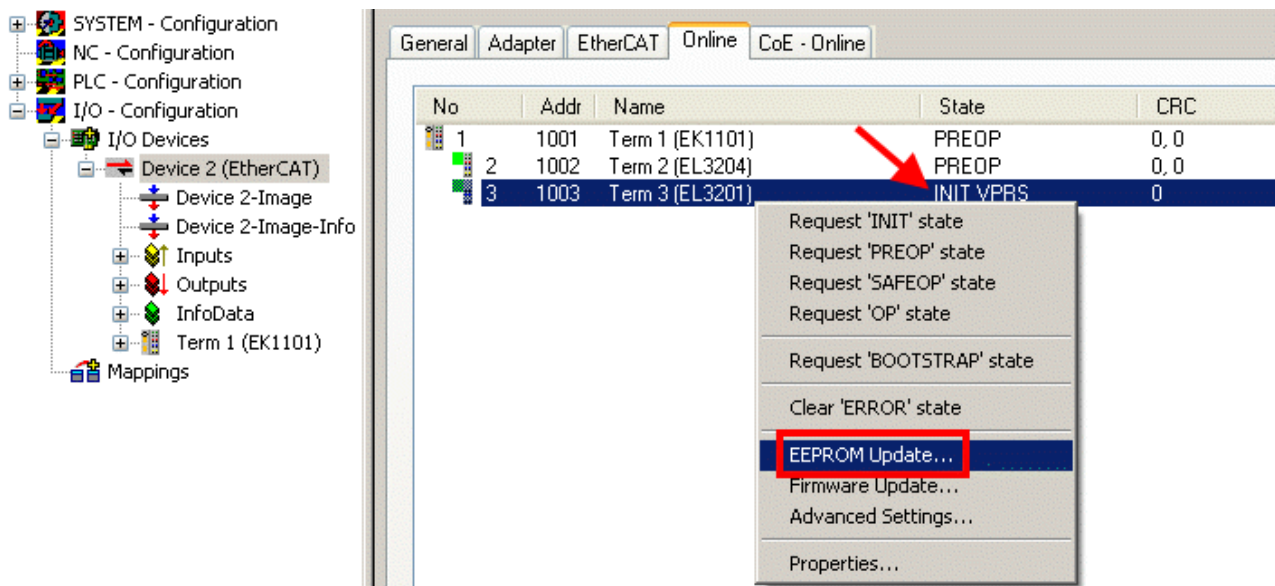 SYSTEM - Configuration
NC - Configuration
PLC - Configuration
I/O - Configuration
I/O Devices
Device 2 (EtherCAT)
Device 2-Image
Device 2-Image-Info
Inputs
Outputs
InfoData
Term 1 (EK1101)
Mappings
General Adapter EtherCAT Online CoE - Online
No Addr Name State CRC
1 1001 Term 1 (EK1101) PREOP 0, 0
2 1002 Term 2 (EL3204) PREOP 0, 0
3 1003 Term 3 (EL3201) INIT VPRS 0
Request 'INIT' state
Request 'PREOP' state
Request 'SAFEOP' state
Request 'OP' state
Request 'BOOTSTRAP' state
Clear 'ERROR' state
EEPROM Update...
Firmware Update...
Advanced Settings...
Properties...